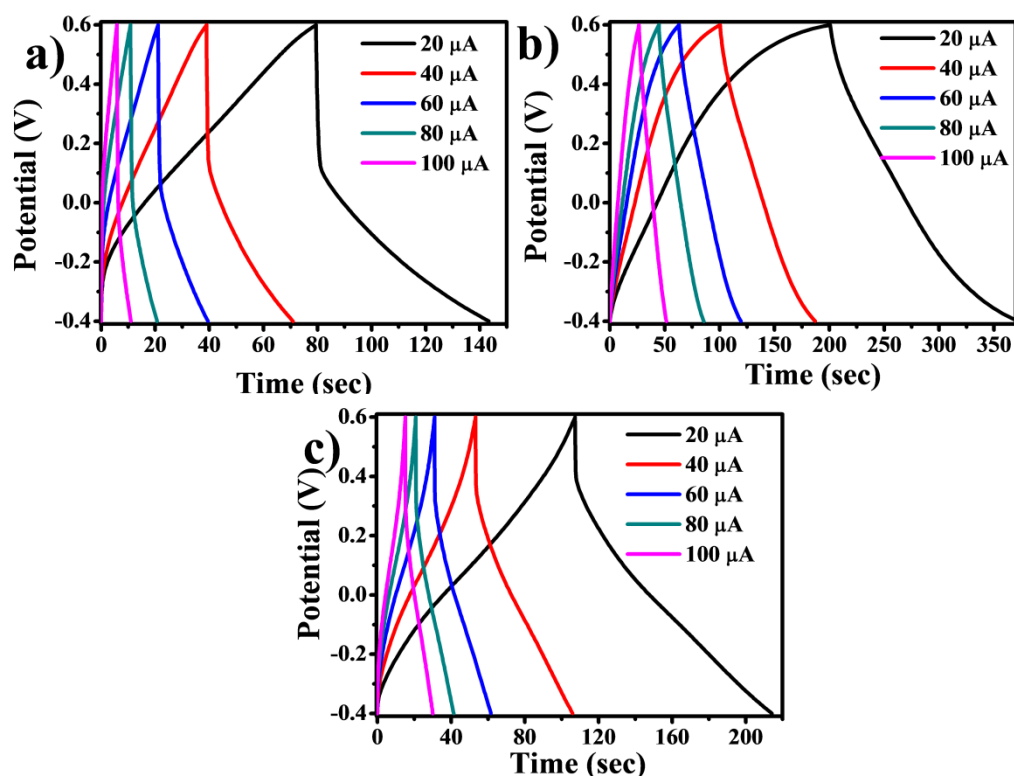 a)
0.6
0.4
0.2
0.0
-0.2
-0.4
Potential (V)
20 μA
40 μA
60 μA
80 μA
100 μA
0 20 40 60 80 100 120 140
Time (sec)
b)
0.6
0.4
0.2
0.0
-0.2
-0.4
Potential (V)
20 μA
40 μA
60 μA
80 μA
100 μA
0 50 100 150 200 250 300 350
Time (sec)
c)
0.6
0.4
0.2
0.0
-0.2
-0.4
Potential (V)
20 μA
40 μA
60 μA
80 μA
100 μA
0 40 80 120 160 200
Time (sec)